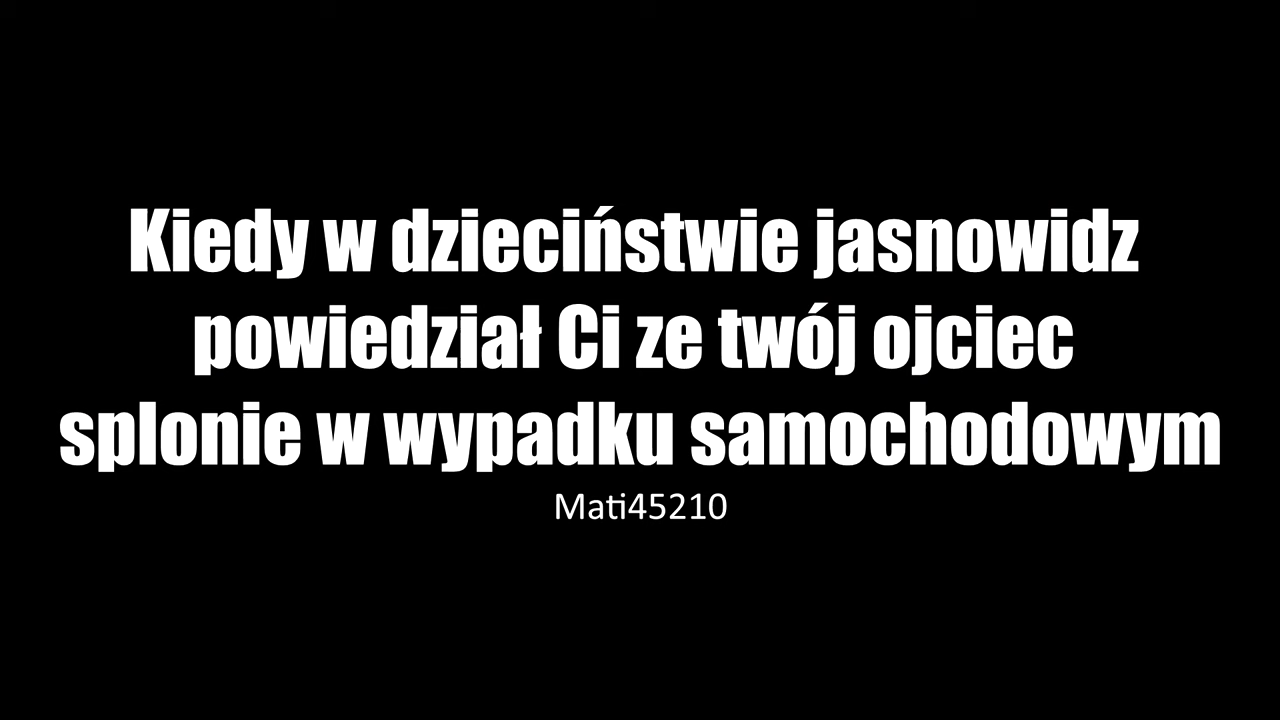 Kiedy w dzieciństwie jasnowidz
powiedział Ci ze twój ojciec
splonie w wypadku samochodowym
Mati45210